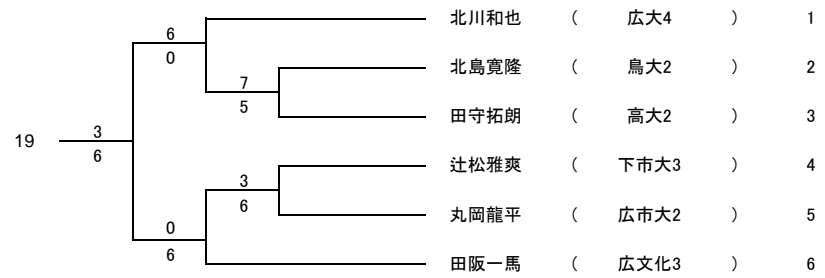 北川和也 ( 広大4 ) 1
6
0
北島寛隆 ( 鳥大2 ) 2
7
5
田守拓朗 ( 高大2 ) 3
19
3
6
辻松雅爽 ( 下市大3 ) 4
3
6
丸岡龍平 ( 広市大2 ) 5
0
6
田阪一馬 ( 広文化3 ) 6